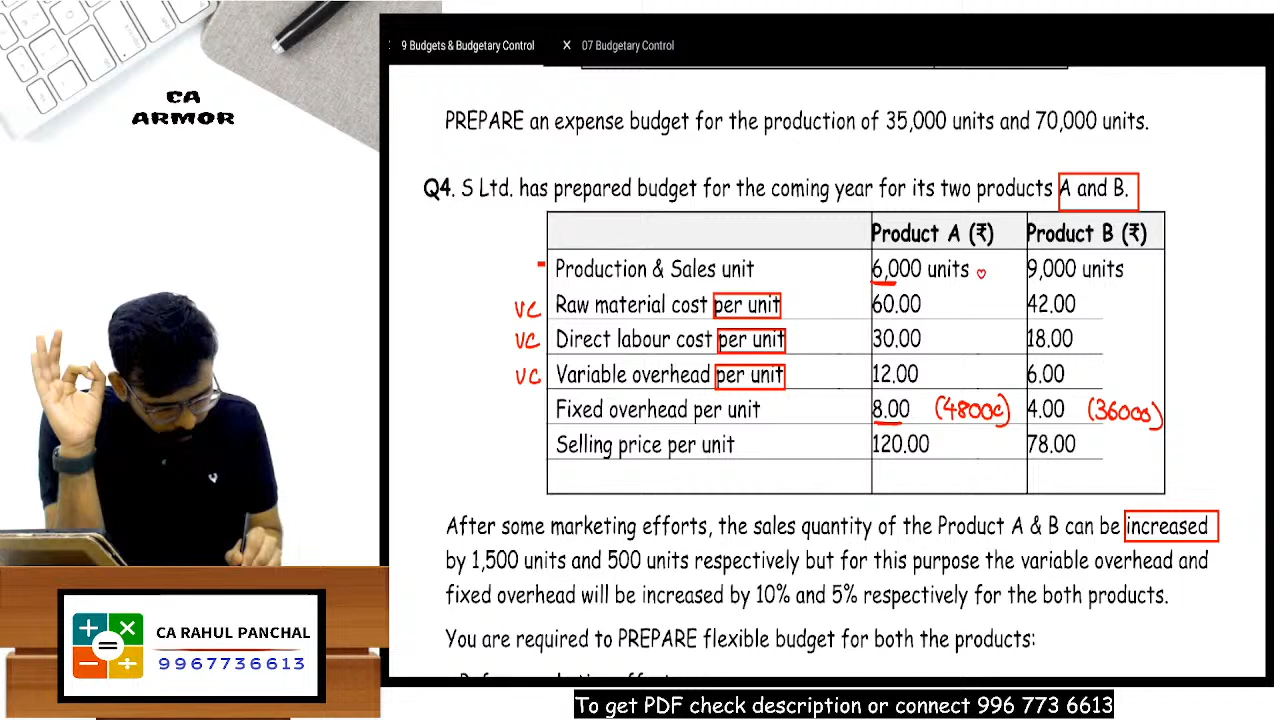 CA
ARMOR
9 Budgets & Budgetary Control
× 07 Budgetary Control
PREPARE an expense budget for the production of 35,000 units and 70,000 units.
Q4. S Ltd. has prepared budget for the coming year for its two products A and B.
Product A (₹) Product B (₹)
Production & Sales unit 6,000 units 9,000 units
VC Raw material cost per unit 60.00 42.00
VC Direct labour cost per unit 30.00 18.00
VC Variable overhead per unit 12.00 6.00
Fixed overhead per unit 8.00 (48000) 4.00 (36000)
Selling price per unit 120.00 78.00
After some marketing efforts, the sales quantity of the Product A & B can be increased
by 1,500 units and 500 units respectively but for this purpose the variable overhead and
fixed overhead will be increased by 10% and 5% respectively for the both products.
You are required to PREPARE flexible budget for both the products:
CA RAHUL PANCHAL
9967736613
To get PDF check description or connect 996 773 6613